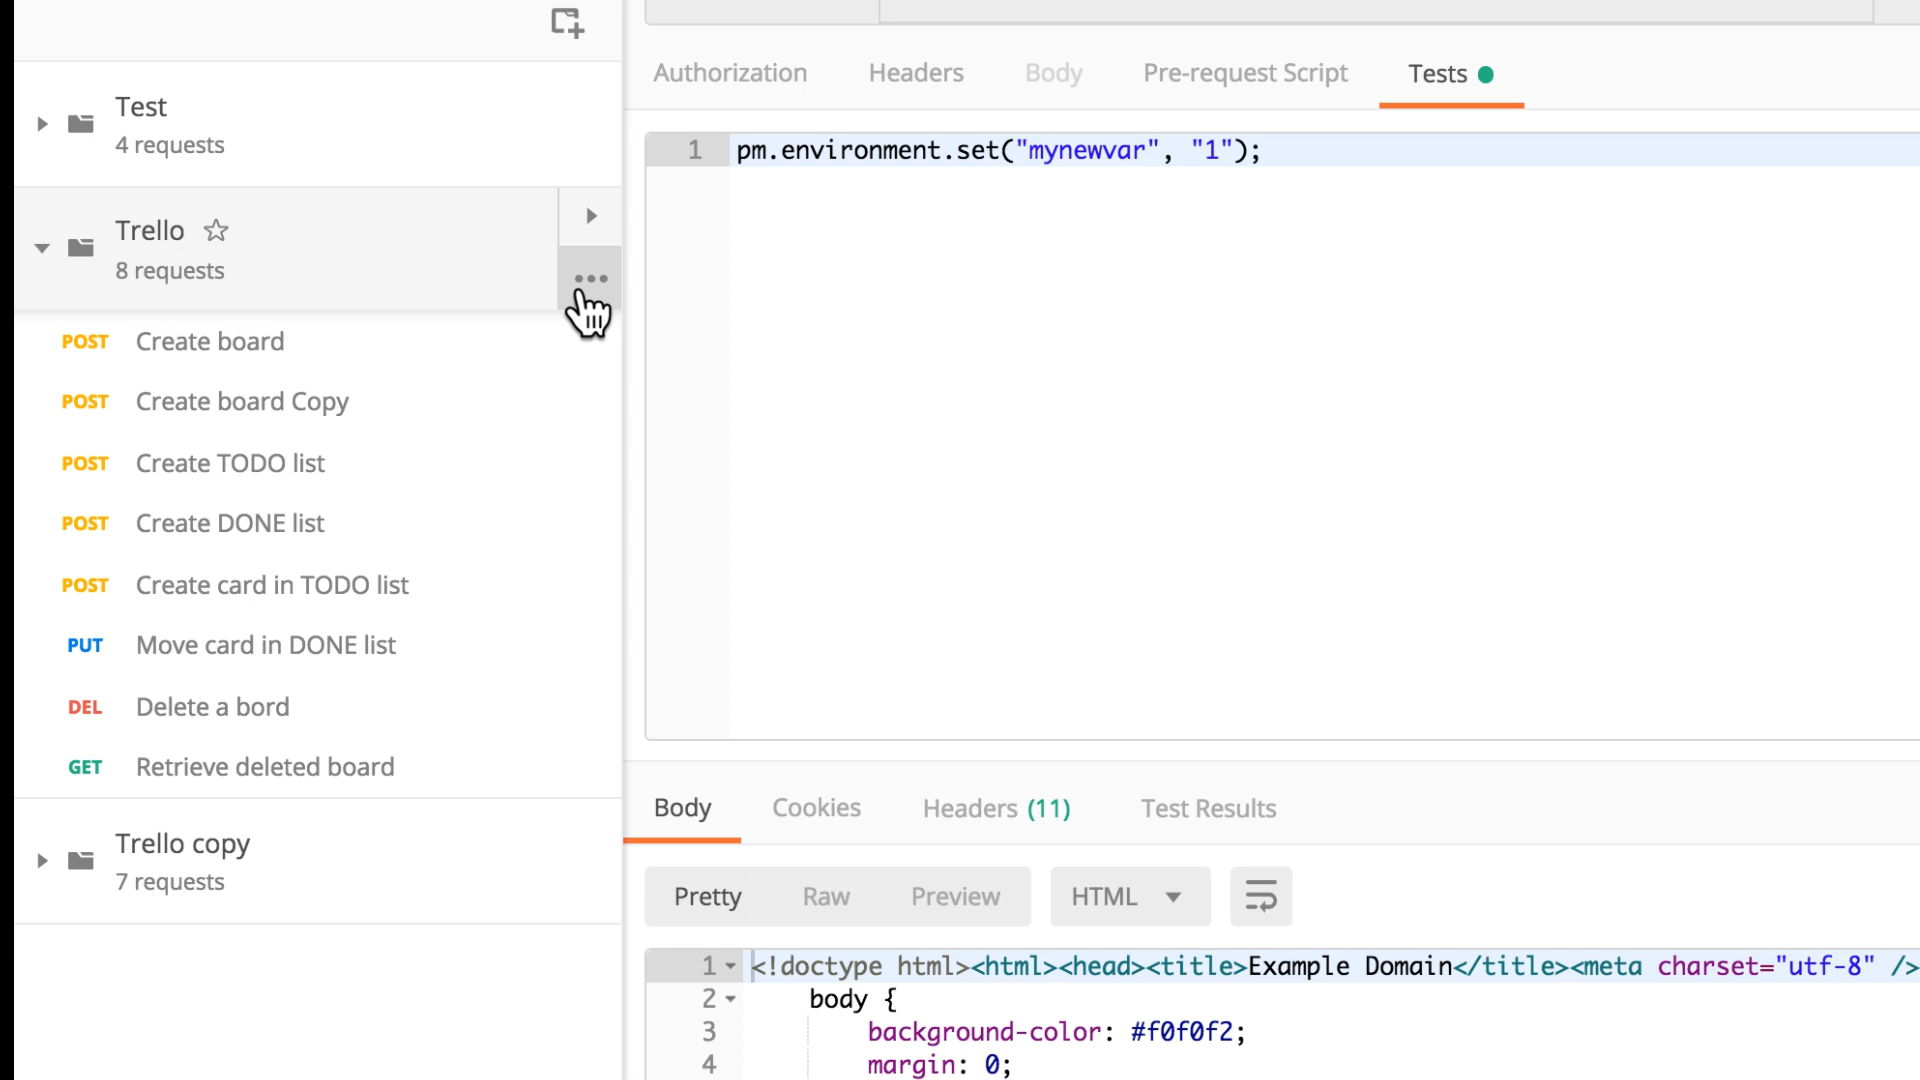 Test
4 requests
Trello
8 requests
POST Create board
POST Create board Copy
POST Create TODO list
POST Create DONE list
POST Create card in TODO list
PUT Move card in DONE list
DEL Delete a bord
GET Retrieve deleted board
Trello copy
7 requests
Authorization Headers Body Pre-request Script Tests
1 pm.environment.set("mynewvar", "1");
Body Cookies Headers (11) Test Results
Pretty Raw Preview HTML
1 <!doctype html><html><head><title>Example Domain</title><meta charset="utf-8" />
2 body {
3 background-color: #f0f0f2;
4 margin: 0;